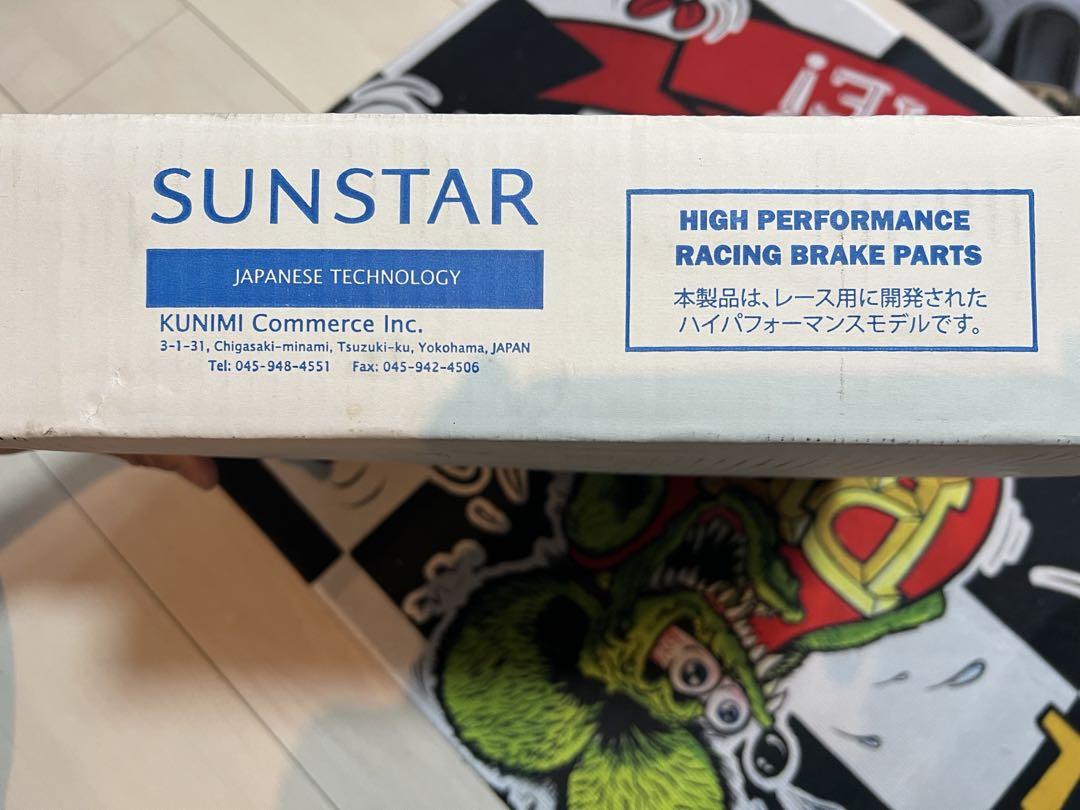 SUNSTAR
JAPANESE TECHNOLOGY
KUNIMI Commerce Inc.
3-1-31, Chigasaki-minami, Tsuzuki-ku, Yokohama, JAPAN
Tel: 045-948-4551 Fax: 045-942-4506
HIGH PERFORMANCE
RACING BRAKE PARTS
本製品は、レース用に開発された
ハイパフォーマンスモデルです。